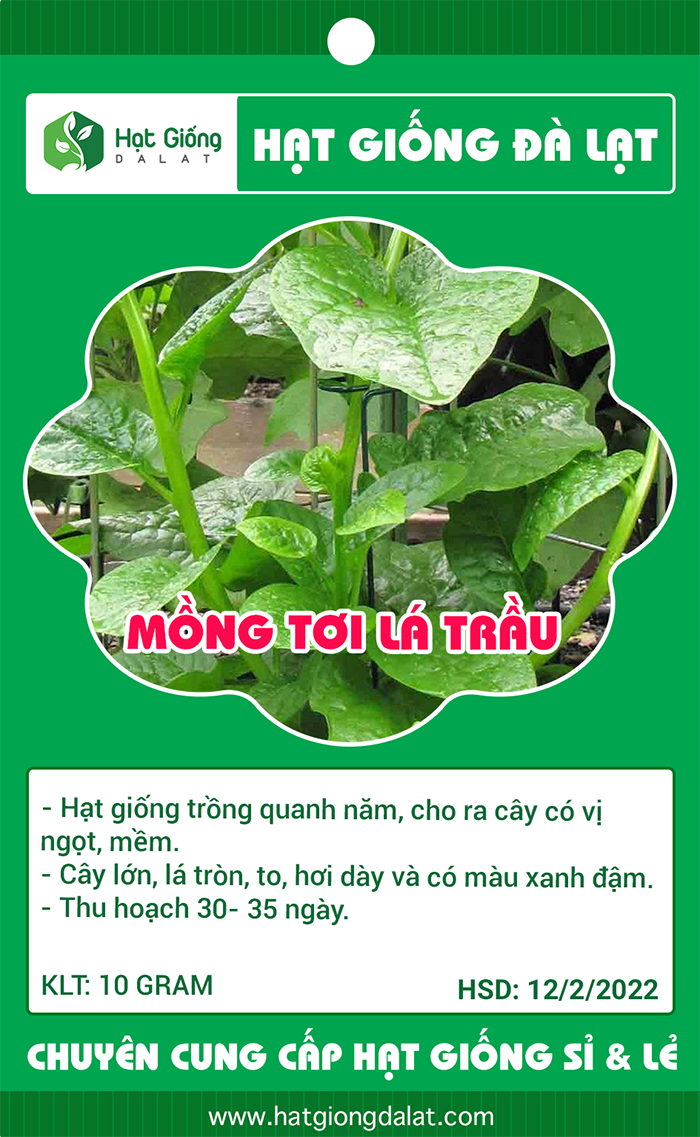 Hạt Giống
DALAT
HẠT GIỐNG ĐÀ LẠT
MỒNG TƠI LÁ TRẦU
- Hạt giống trồng quanh năm, cho ra cây có vị
ngọt, mềm.
- Cây lớn, lá tròn, to, hơi dày và có màu xanh đậm.
- Thu hoạch 30- 35 ngày.
KLT: 10 GRAM
HSD: 12/2/2022
CHUYÊN CUNG CẤP HẠT GIỐNG SỈ & LẺ
www.hatgiongdalat.com